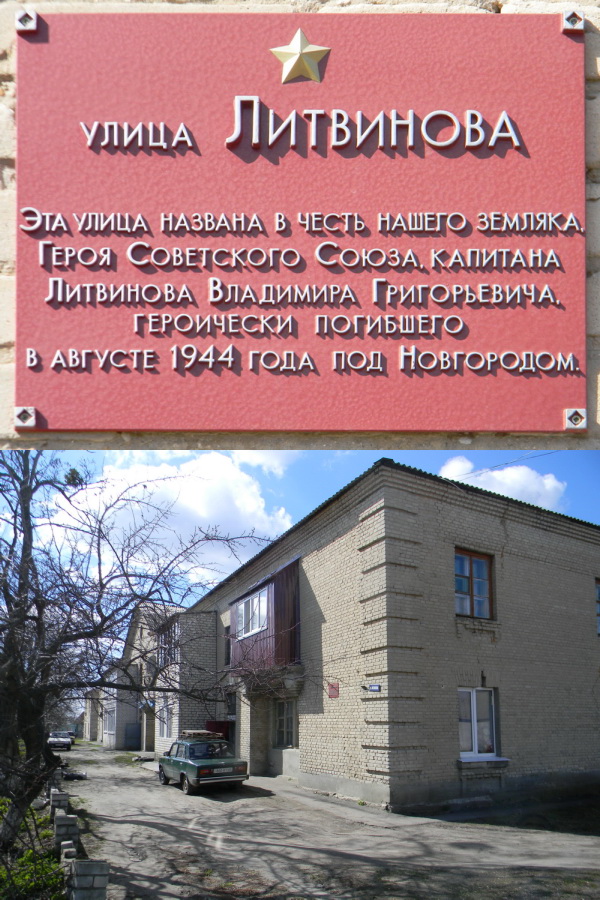 улица Литвинова
Эта улица названа в честь нашего земляка,
Героя Советского Союза, капитана
Литвинова Владимира Григорьевича,
героически погибшего
в августе 1944 года под Новгородом.